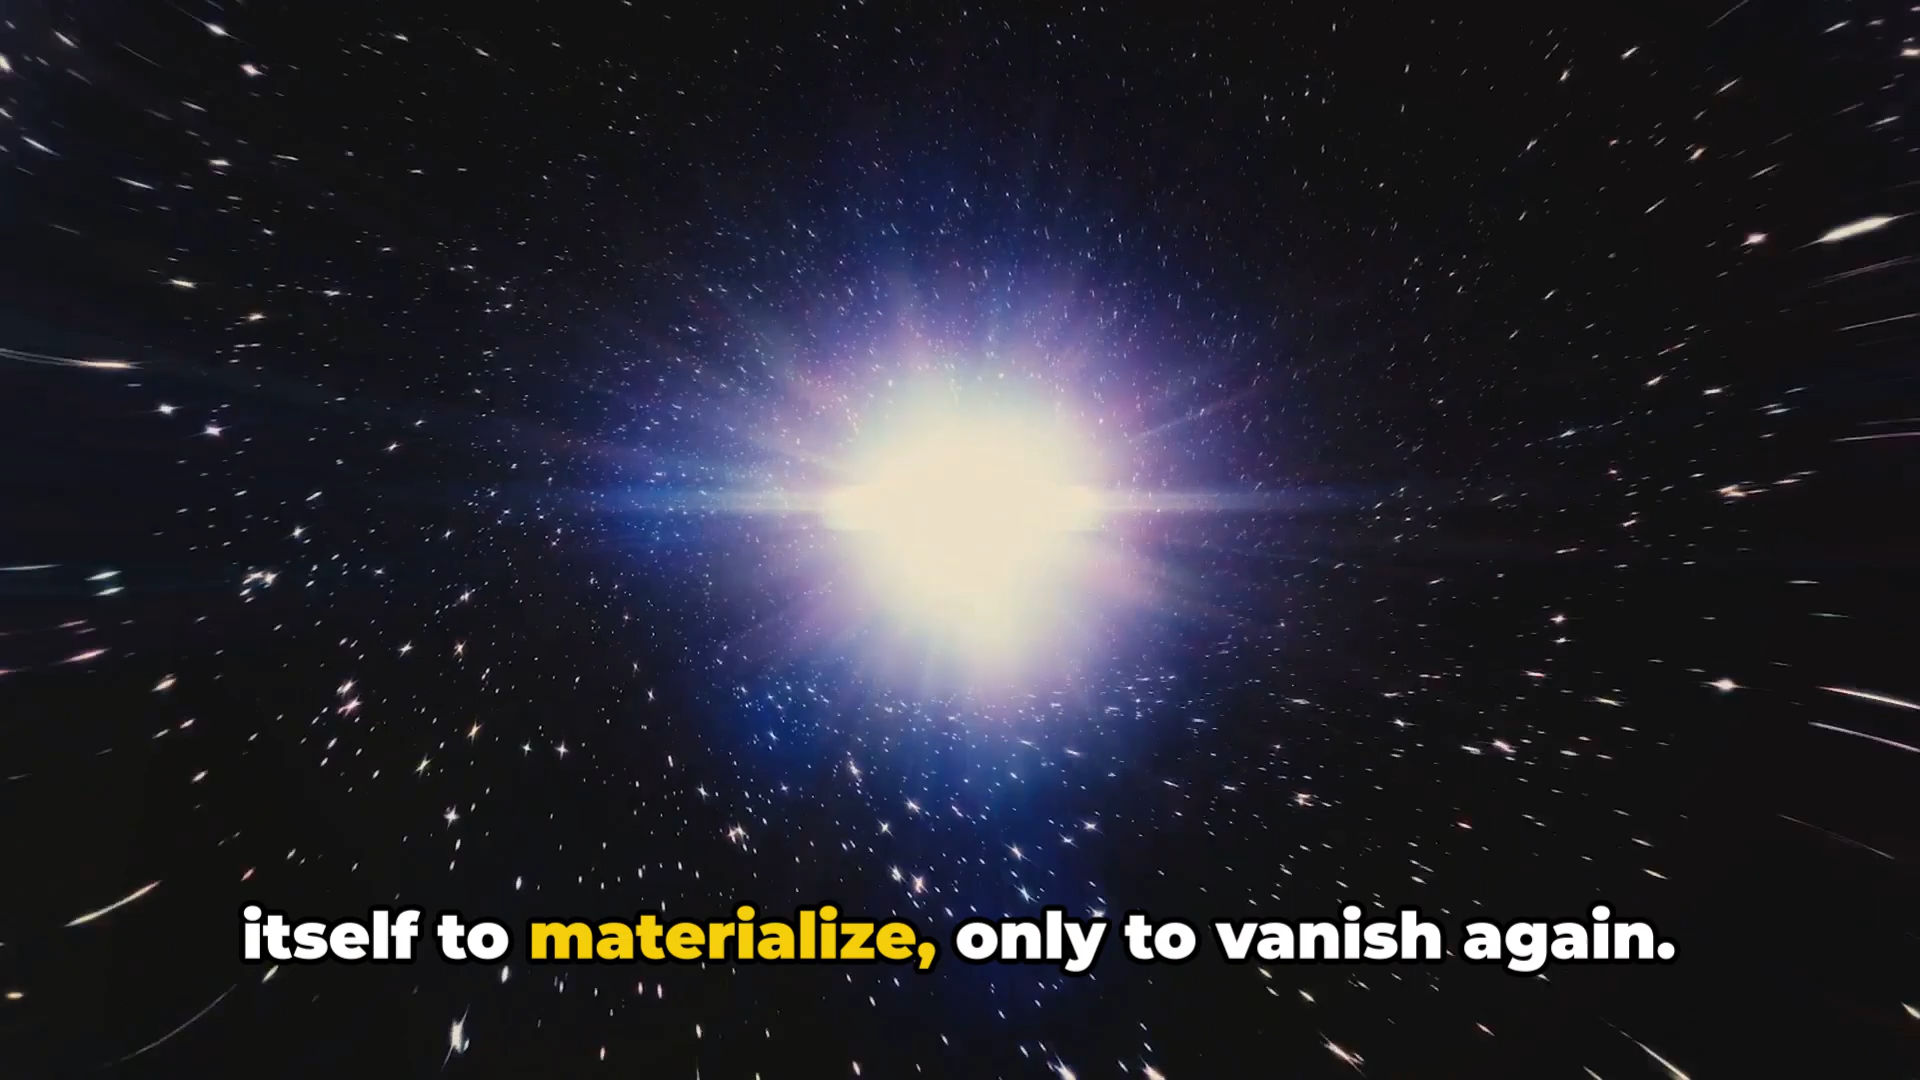 itself to materialize, only to vanish again.